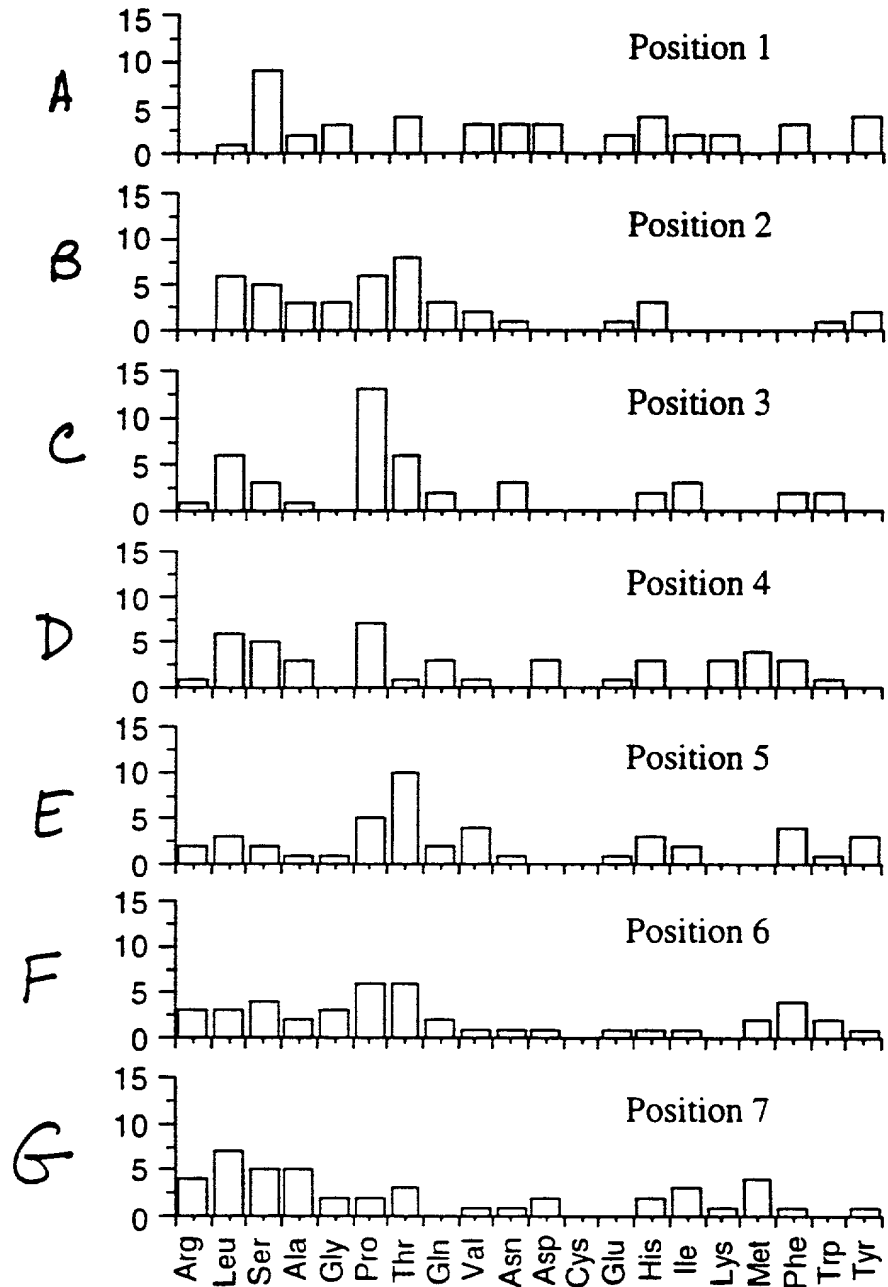 A
15
10
5
0
Position 1
B
15
10
5
0
Position 2
C
15
10
5
0
Position 3
D
15
10
5
0
Position 4
E
15
10
5
0
Position 5
F
15
10
5
0
Position 6
G
15
10
5
0
Position 7
Arg Leu Ser Ala Gly Pro Thr Gln Val Asn Asp Cys Glu His Ile Lys Met Phe Trp Tyr